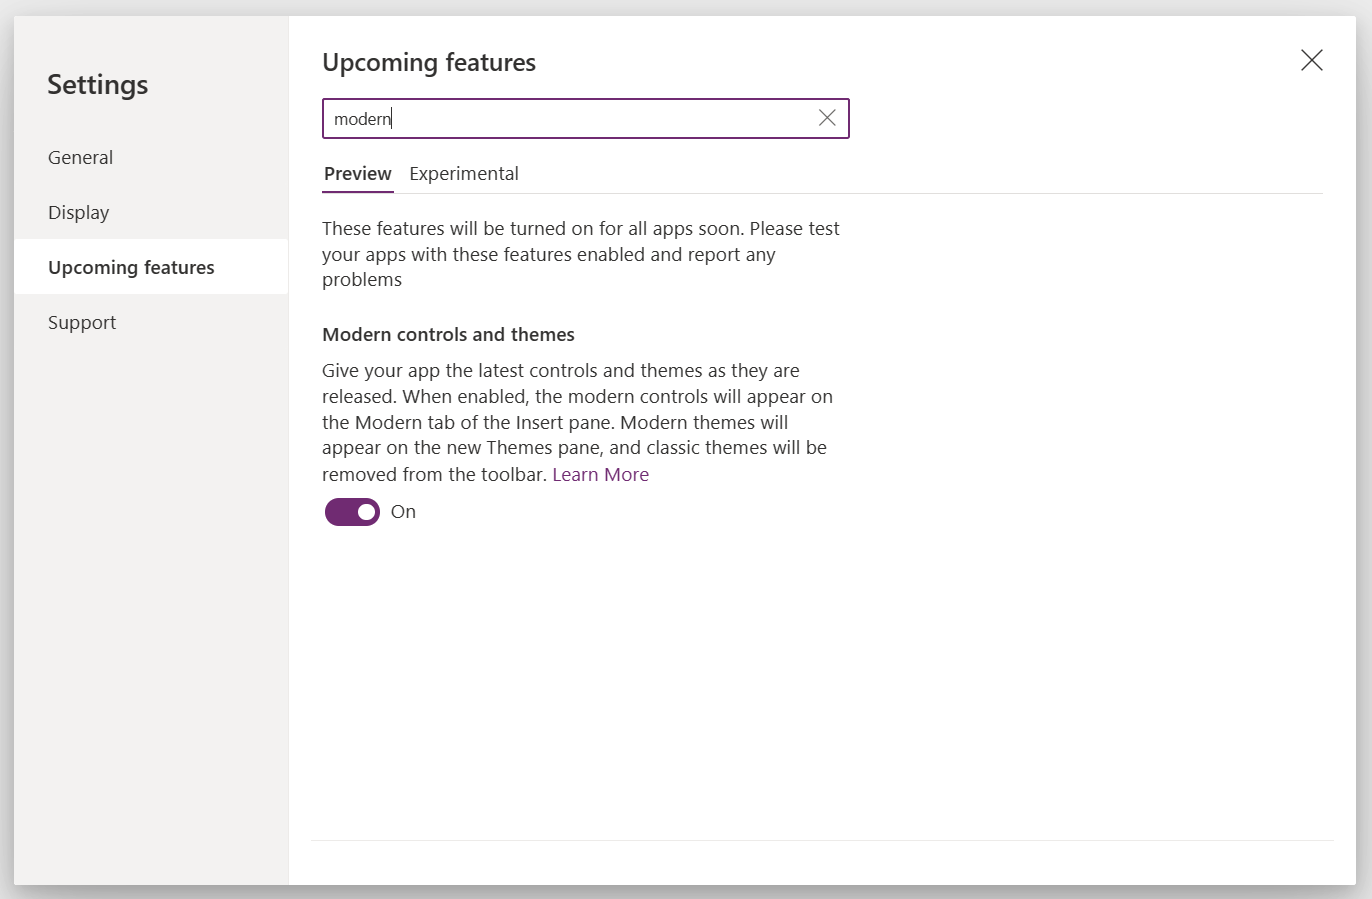 Settings
General
Display
Upcoming features
Support
Upcoming features
modern
Preview Experimental
These features will be turned on for all apps soon. Please test
your apps with these features enabled and report any
problems
Modern controls and themes
Give your app the latest controls and themes as they are
released. When enabled, the modern controls will appear on
the Modern tab of the Insert pane. Modern themes will
appear on the new Themes pane, and classic themes will be
removed from the toolbar. Learn More
On